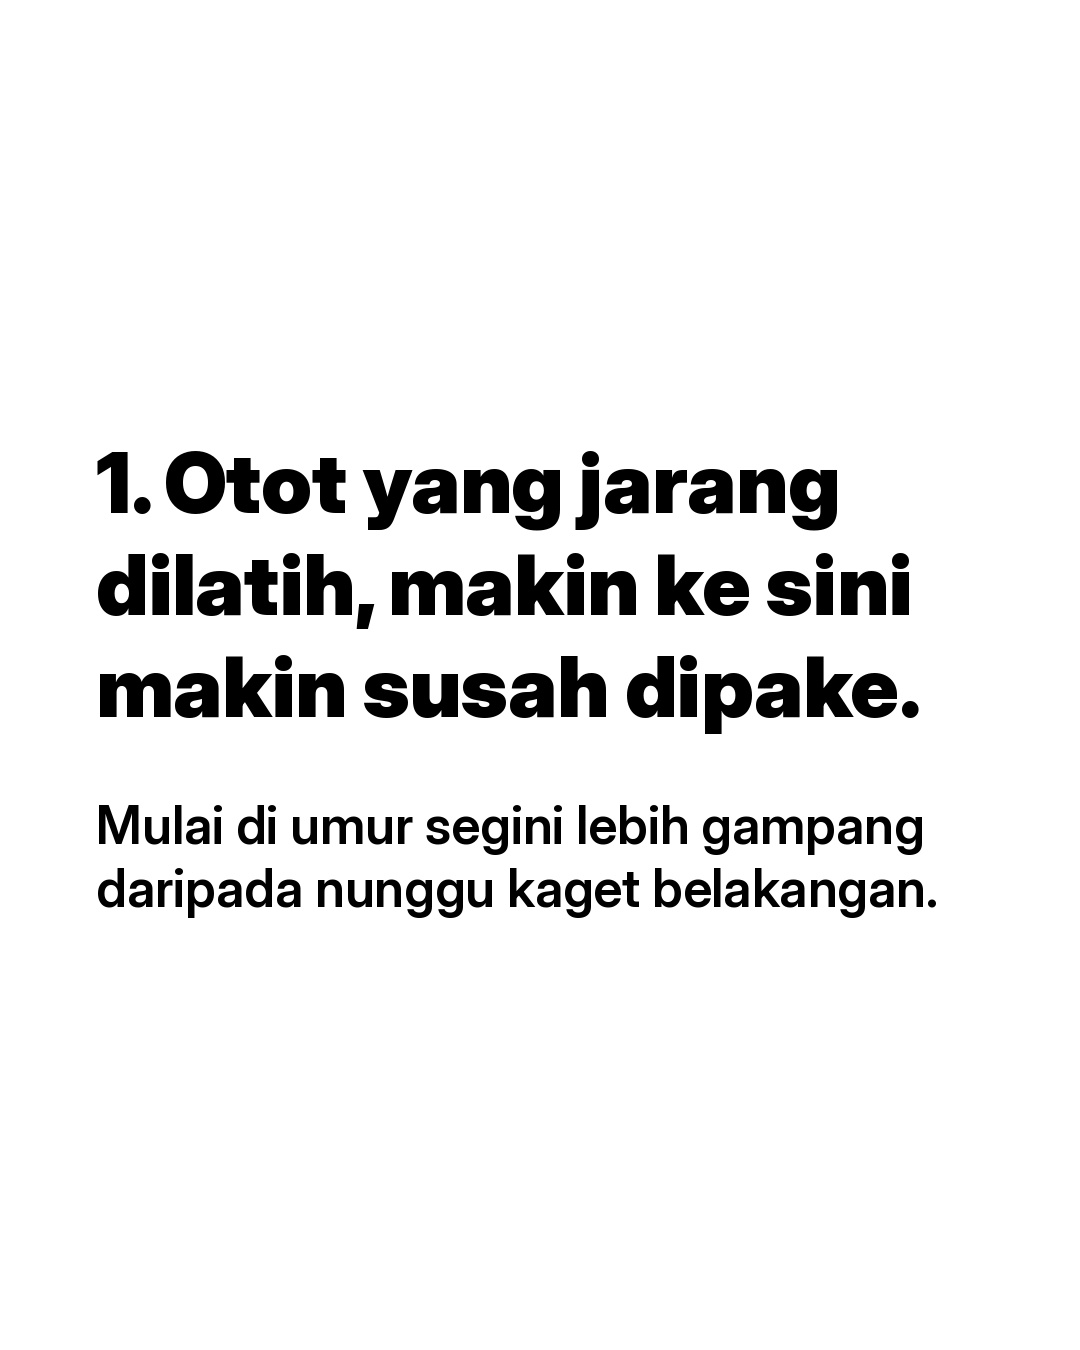 1. Otot yang jarang
dilatih, makin ke sini
makin susah dipake.
Mulai di umur segini lebih gampang
daripada nunggu kaget belakangan.